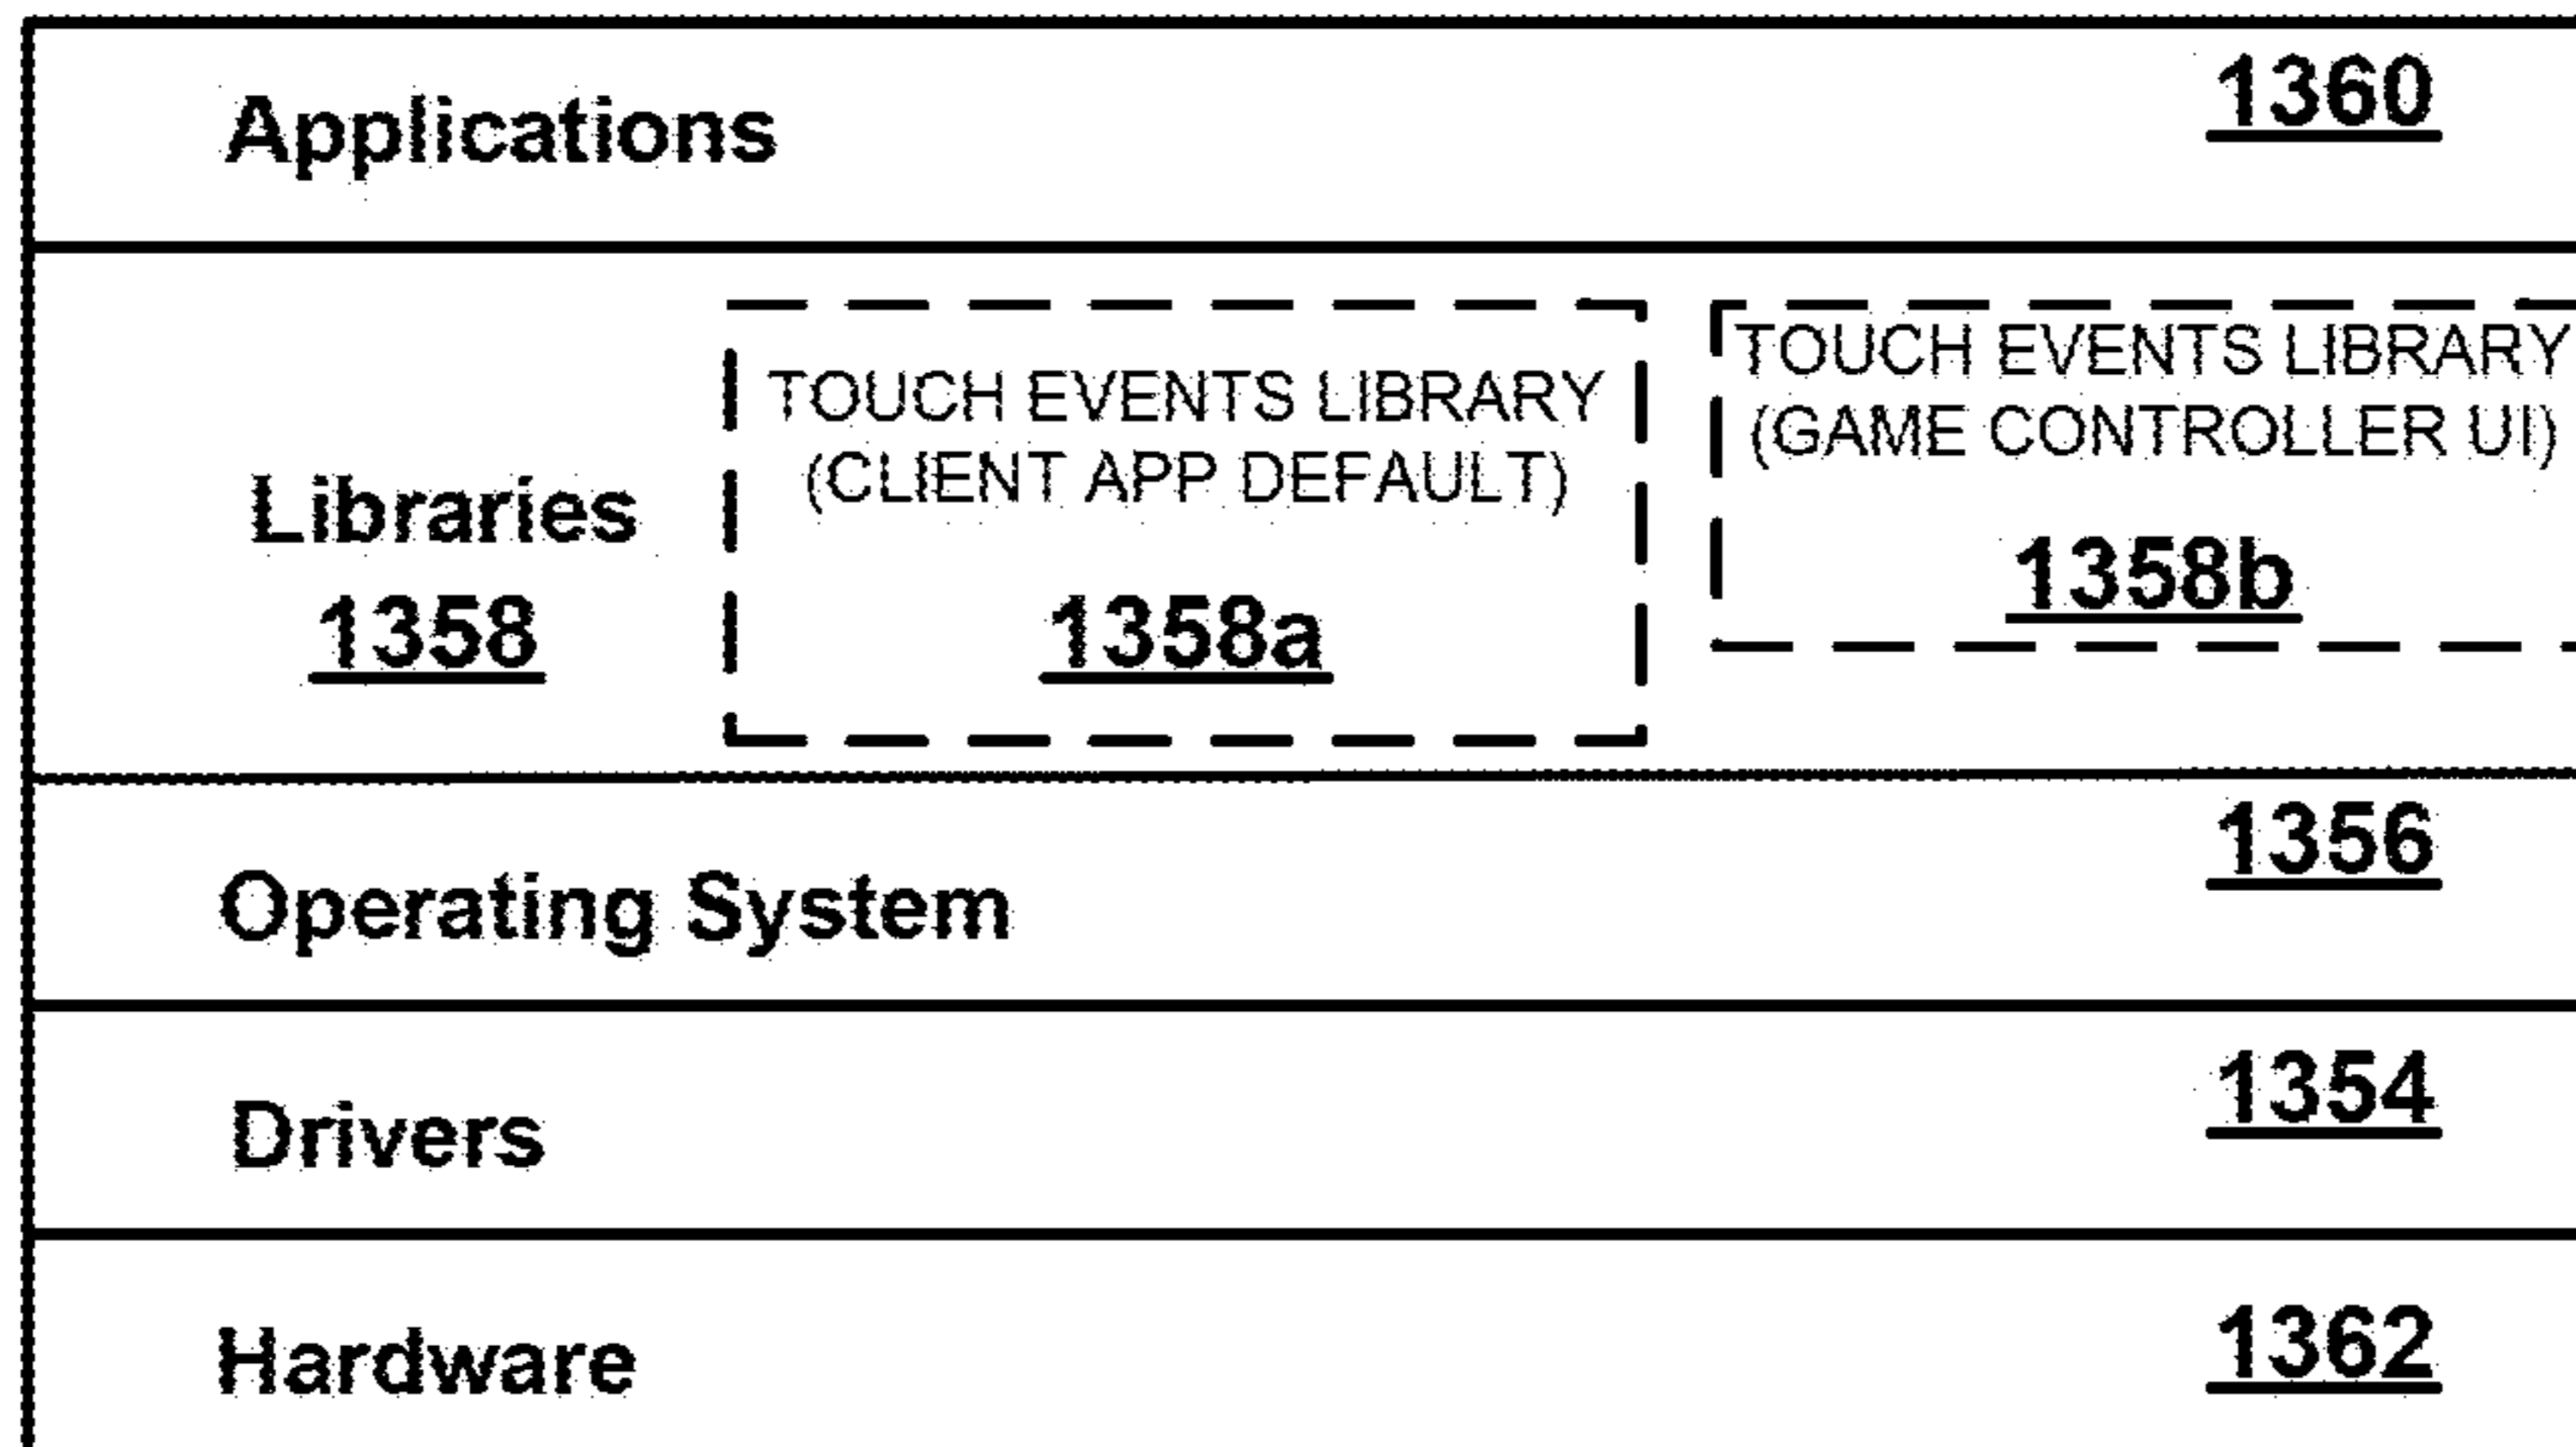 Applications
1360
TOUCH EVENTS LIBRARY
(CLIENT APP DEFAULT)
1358a
TOUCH EVENTS LIBRARY
(GAME CONTROLLER UI)
1358b
Libraries
1358
Operating System
1356
Drivers
1354
Hardware
1362